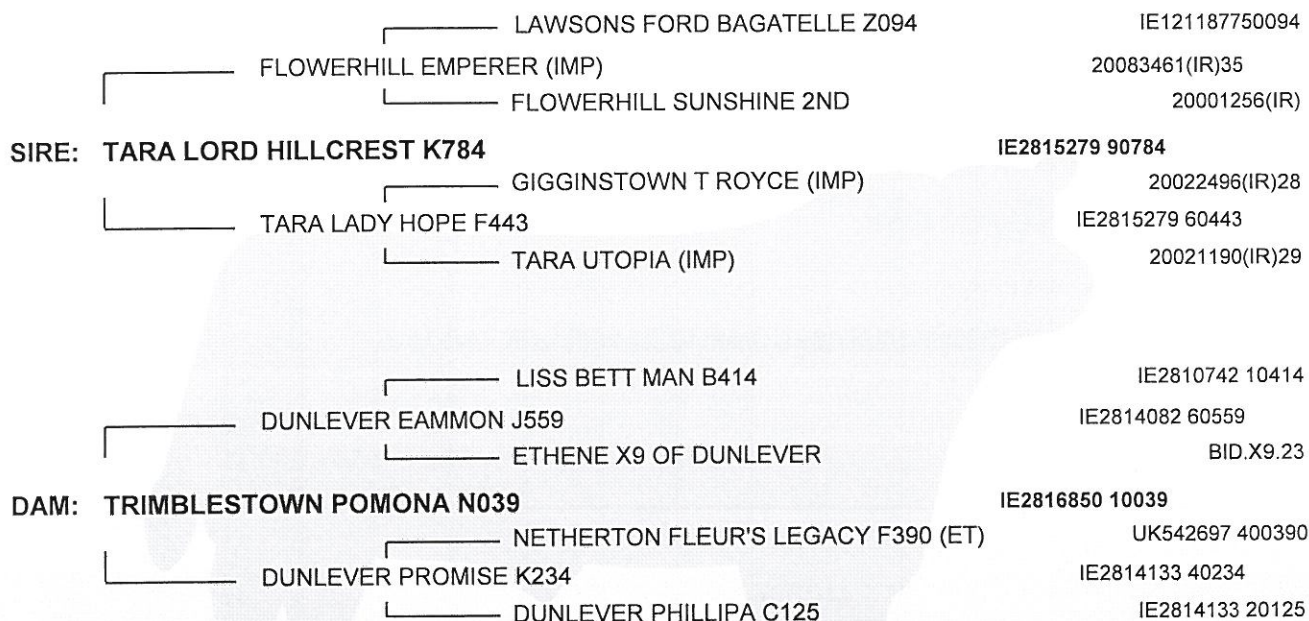 LAWSONS FORD BAGATELLE Z094 IE121187750094
FLOWERHILL EMPERER (IMP) 20083461(IR)35
FLOWERHILL SUNSHINE 2ND 20001256(IR)
SIRE: TARA LORD HILLCREST K784 IE2815279 90784
GIGGINSTOWN T ROYCE (IMP) 20022496(IR)28
TARA LADY HOPE F443 IE2815279 60443
TARA UTOPIA (IMP) 20021190(IR)29
LISS BETT MAN B414 IE2810742 10414
DUNLEVER EAMMON J559 IE2814082 60559
ETHENE X9 OF DUNLEVER BID.X9.23
DAM: TRIMBLESTOWN POMONA N039 IE2816850 10039
NETHERTON FLEUR'S LEGACY F390 (ET) UK542697 400390
DUNLEVER PROMISE K234 IE2814133 40234
DUNLEVER PHILLIPA C125 IE2814133 20125